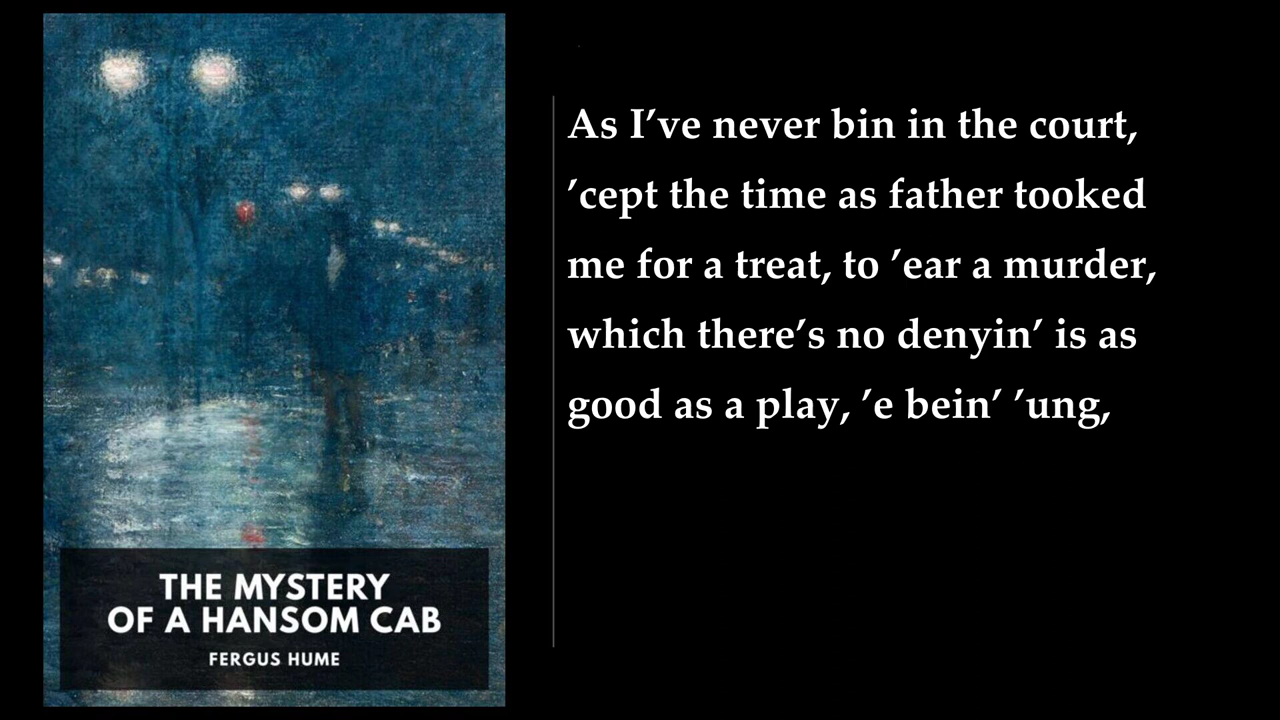 THE MYSTERY
OF A HANSOM CAB
FERGUS HUME
As I’ve never bin in the court,
’cept the time as father tooked
me for a treat, to ’ear a murder,
which there’s no denyin’ is as
good as a play, ’e bein’ ’ung,